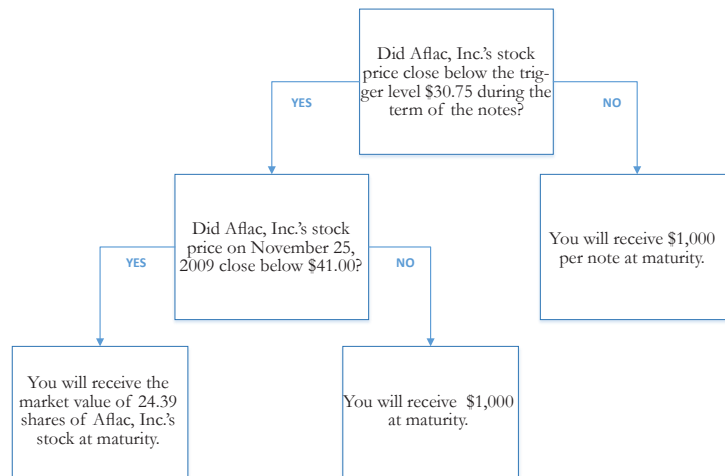 Did Aflac, Inc.'s stock
price close below the trig-
ger level $30.75 during the
term of the notes?
YES
NO
Did Aflac, Inc.'s stock
price on November 25,
2009 close below $41.00?
You will receive $1,000
per note at maturity.
YES
NO
You will receive the
market value of 24.39
shares of Aflac, Inc.'s
stock at maturity.
You will receive $1,000
at maturity.